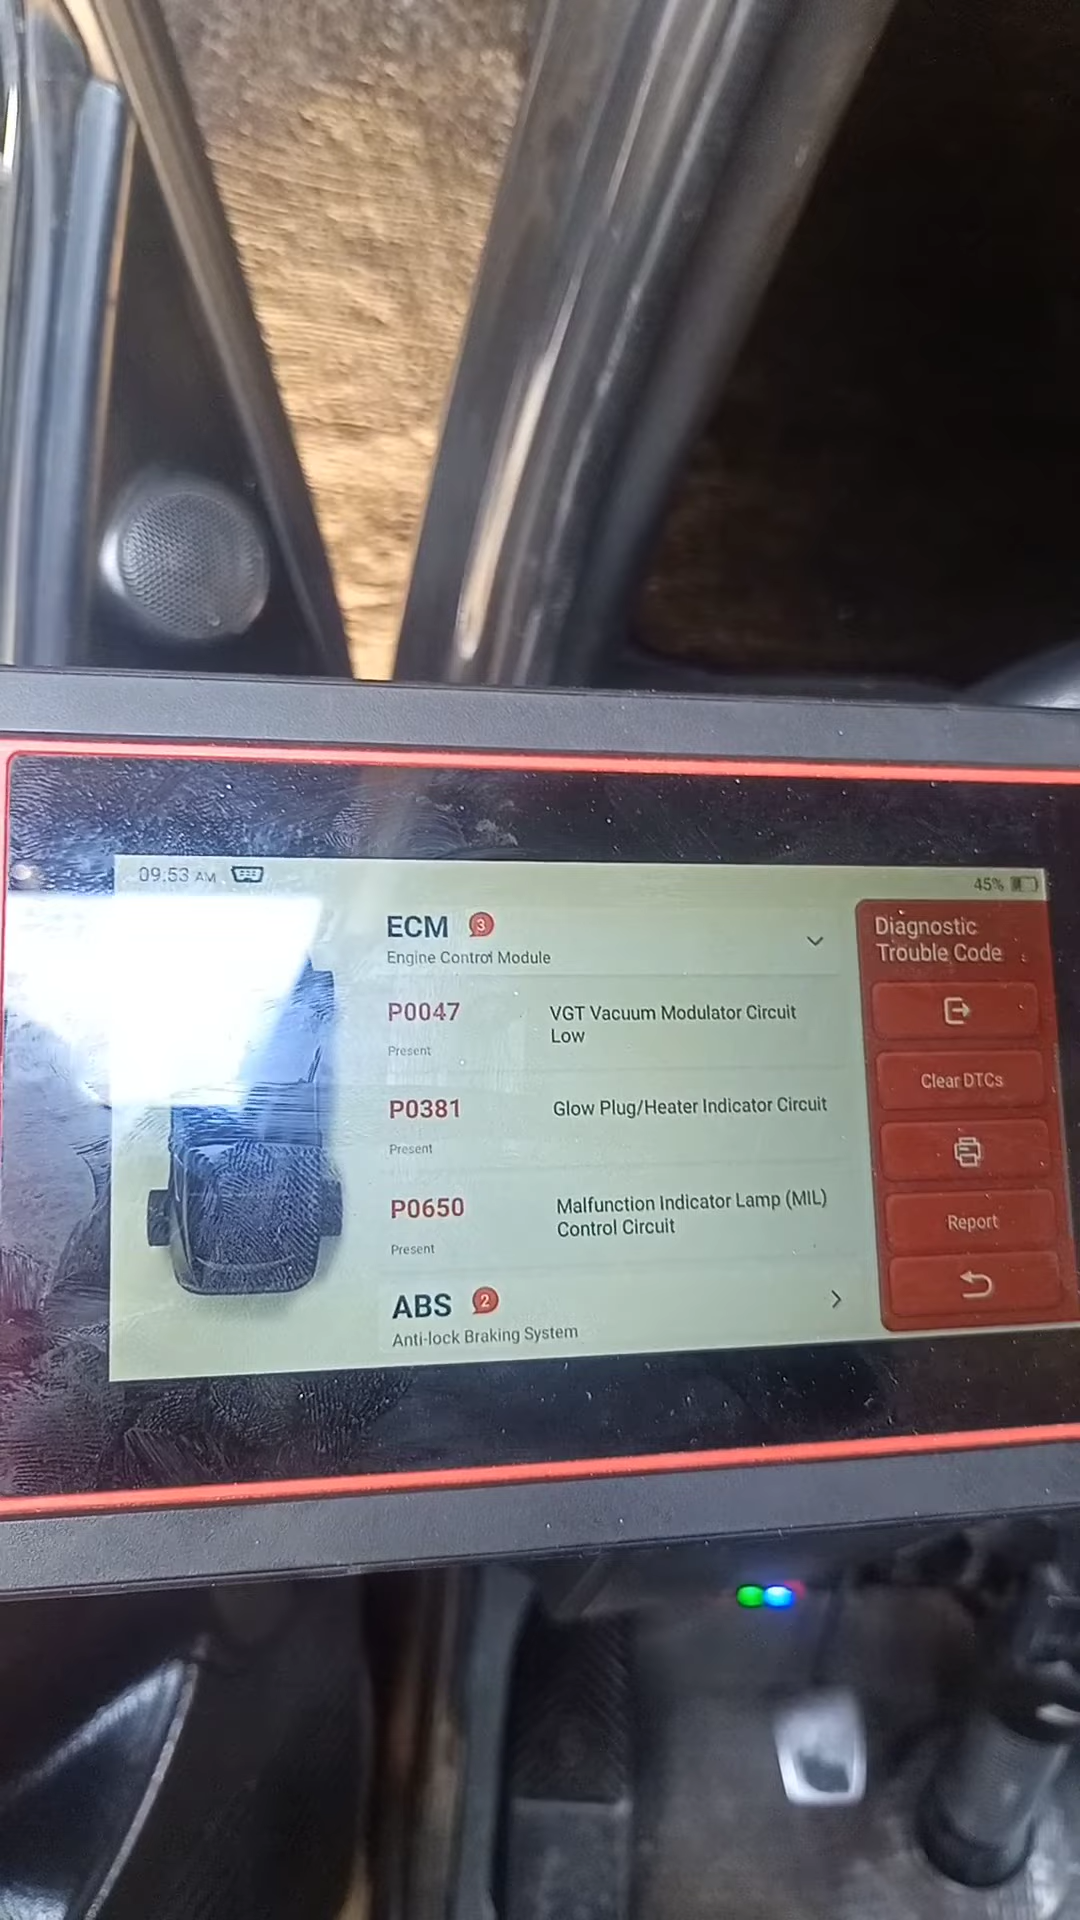 09:53 AM
45%
ECM 3
Engine Control Module
P0047 VGT Vacuum Modulator Circuit
Low
Present
P0381 Glow Plug/Heater Indicator Circuit
Present
P0650 Malfunction Indicator Lamp (MIL)
Control Circuit
Present
ABS 2
Anti-lock Braking System
Diagnostic
Trouble Code
Clear DTCs
Report